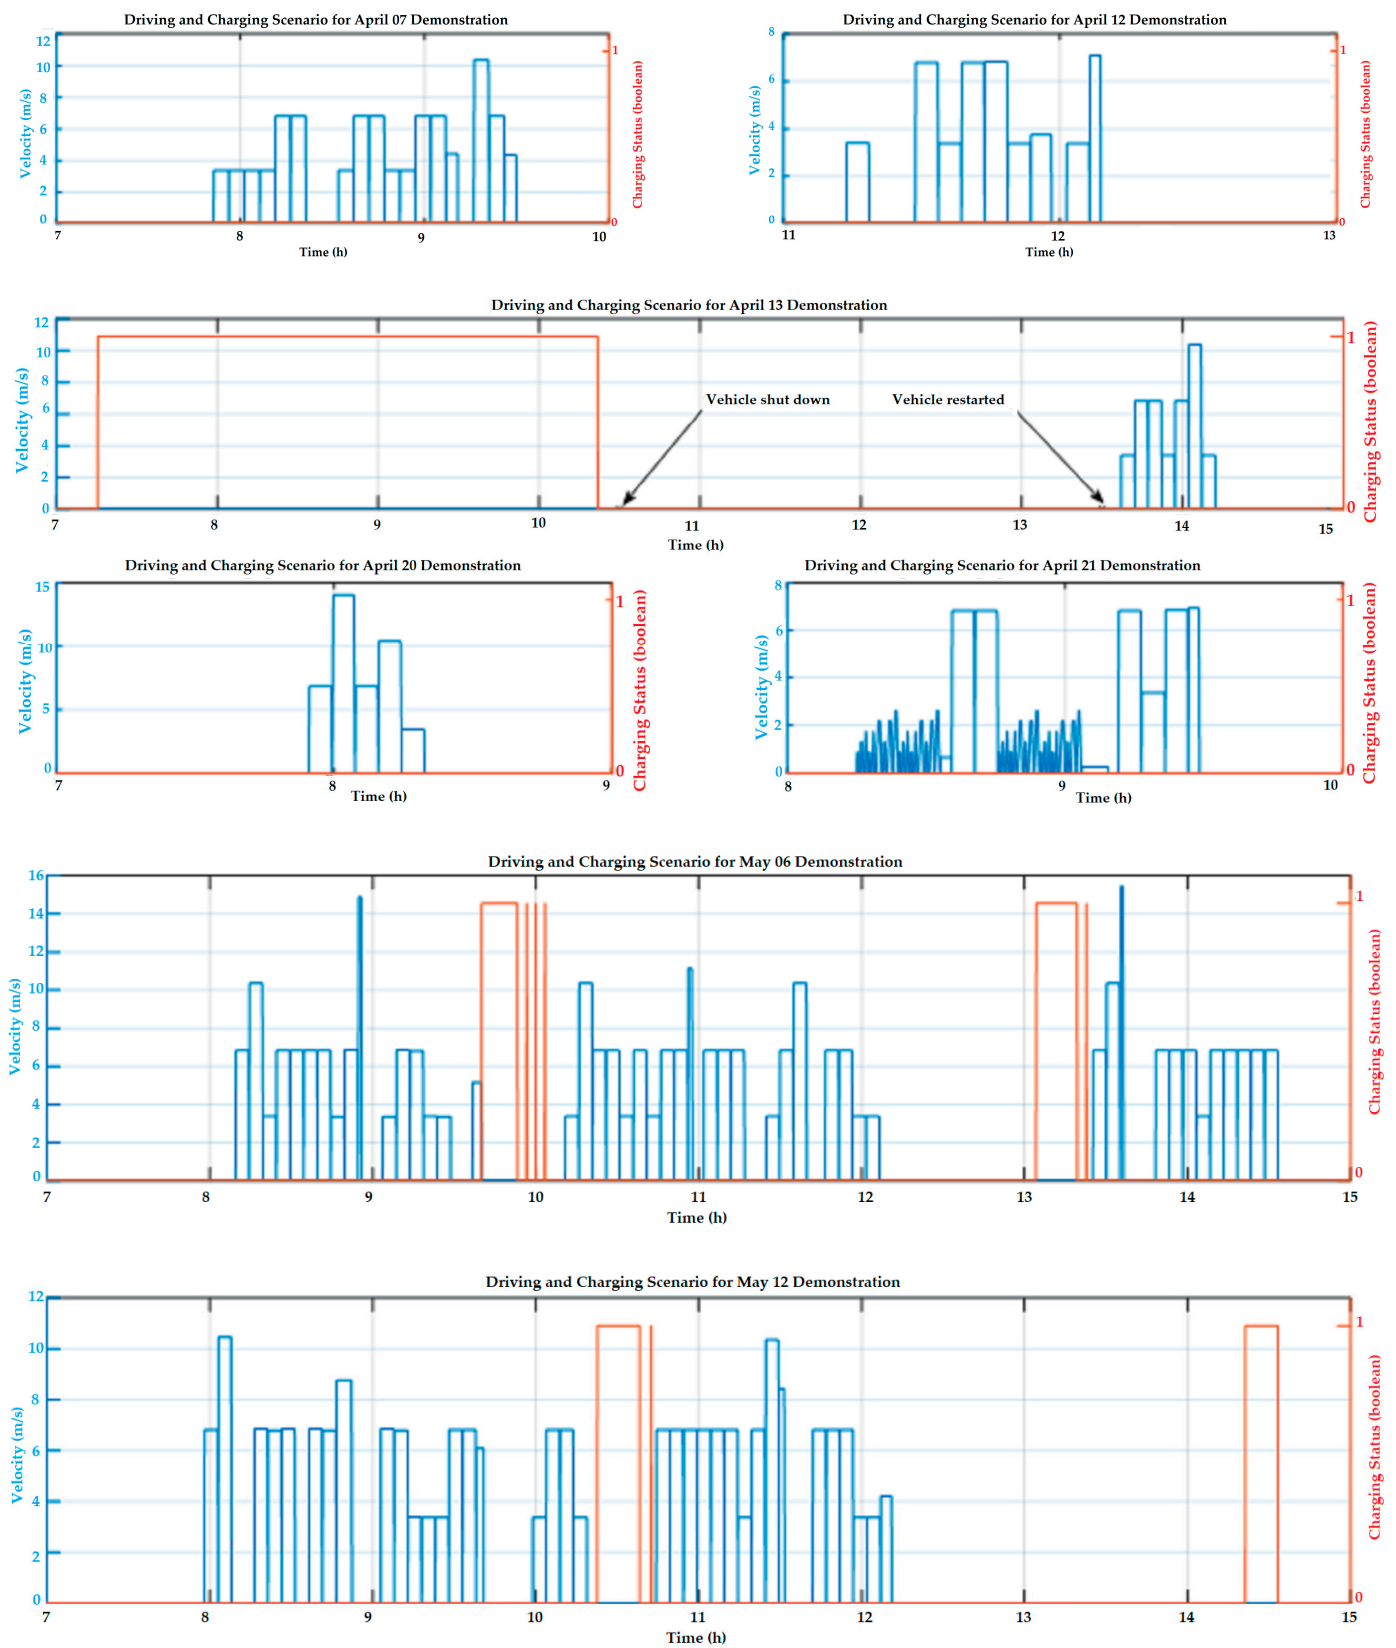 Driving and Charging Scenario for April 07 Demonstration
12
10
8
6
4
2
0
Velocity (m/s)
1
0
Charging Status (boolean)
7 8 9 10
Time (h)
Driving and Charging Scenario for April 12 Demonstration
8
6
4
2
0
Velocity (m/s)
1
0
Charging Status (boolean)
11 12 13
Time (h)
Driving and Charging Scenario for April 13 Demonstration
12
10
8
6
4
2
0
Velocity (m/s)
Vehicle shut down
Vehicle restarted
1
0
Charging Status (boolean)
7 8 9 10 11 12 13 14 15
Time (h)
Driving and Charging Scenario for April 20 Demonstration
15
10
5
0
Velocity (m/s)
1
0
Charging Status (boolean)
7 8 9
Time (h)
Driving and Charging Scenario for April 21 Demonstration
8
6
4
2
0
Velocity (m/s)
1
0
Charging Status (boolean)
8 9 10
Time (h)
Driving and Charging Scenario for May 06 Demonstration
16
14
12
10
8
6
4
2
0
Velocity (m/s)
1
0
Charging Status (boolean)
7 8 9 10 11 12 13 14 15
Time (h)
Driving and Charging Scenario for May 12 Demonstration
12
10
8
6
4
2
0
Velocity (m/s)
1
0
Charging Status (boolean)
7 8 9 10 11 12 13 14 15
Time (h)